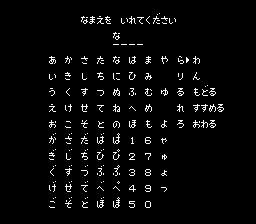 なまえを いれてください
な
あ か さ た な は ま や ら▶わ
い き し ち に ひ み り ん
う く す つ ぬ ふ む ゆ る もどる
え け せ て ね へ め れ すすめる
お こ そ と の ほ も よ ろ おわる
が ざ だ ば ぱ 1 6 ゃ
ぎ じ ぢ び ぴ 2 7 ゅ
ぐ ず づ ぶ ぷ 3 8 ょ
げ ぜ で べ ぺ 4 9 っ
ご ぞ ど ぼ ぽ 5 0